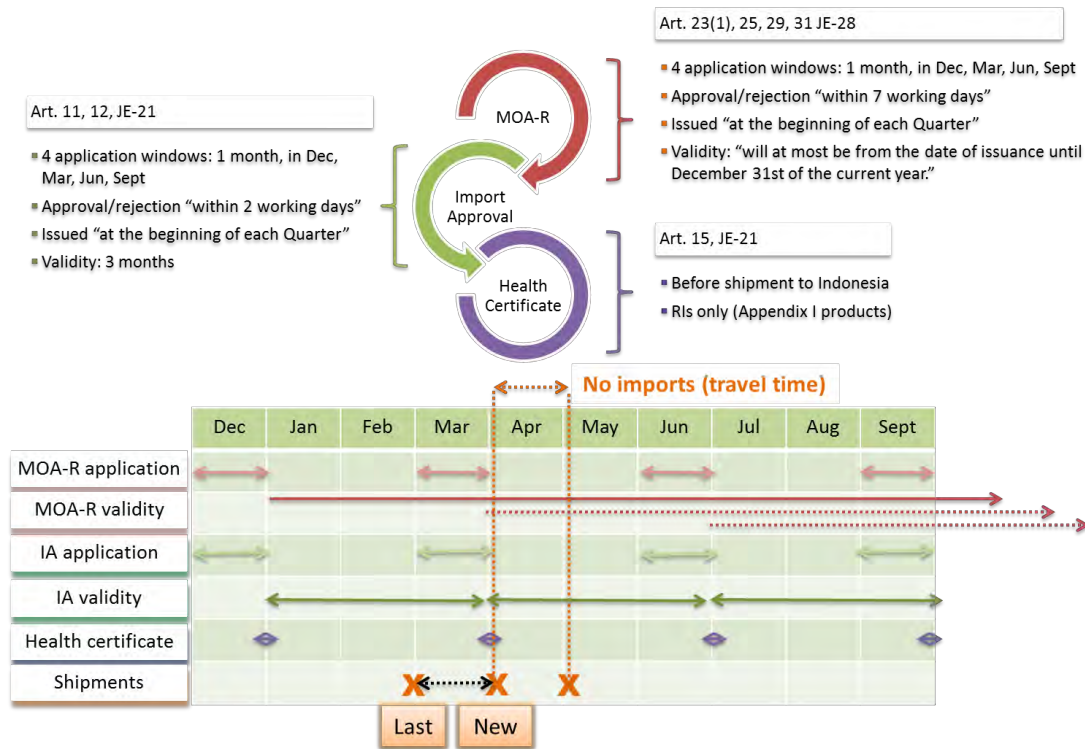 Art. 23(1), 25, 29, 31 JE-28
4 application windows: 1 month, in Dec, Mar, Jun, Sept
Approval/rejection “within 7 working days”
Issued “at the beginning of each Quarter”
Validity: “will at most be from the date of issuance until
December 31st of the current year.”
MOA-R
Art. 11, 12, JE-21
4 application windows: 1 month, in Dec,
Mar, Jun, Sept
Approval/rejection “within 2 working days”
Issued “at the beginning of each Quarter”
Validity: 3 months
Import
Approval
Art. 15, JE-21
Before shipment to Indonesia
RIs only (Appendix I products)
Health
Certificate
No imports (travel time)
Dec Jan Feb Mar Apr May Jun Jul Aug Sept
MOA-R application
MOA-R validity
IA application
IA validity
Health certificate
Shipments
X X X
Last New